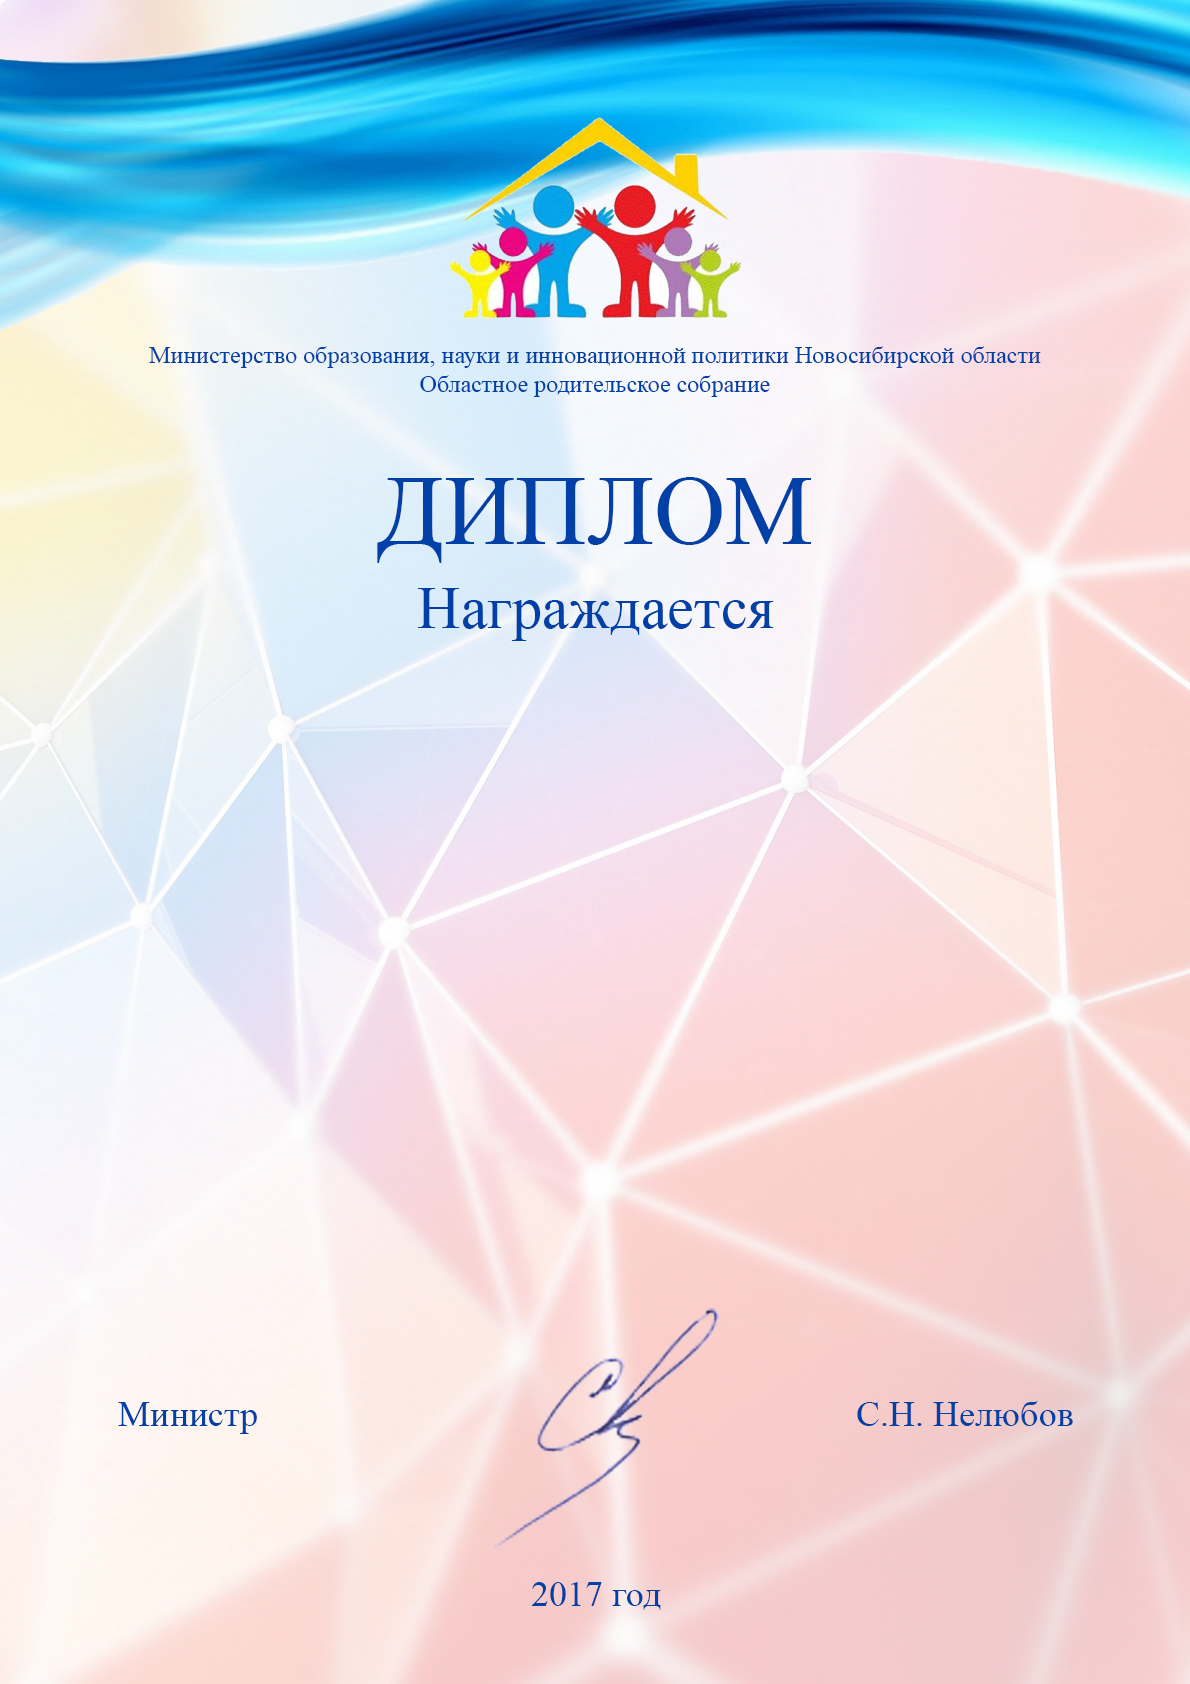 Министерство образования, науки и инновационной политики Новосибирской области
Областное родительское собрание
ДИПЛОМ
Награждается
Министр
С.Н. Нелюбов
2017 год